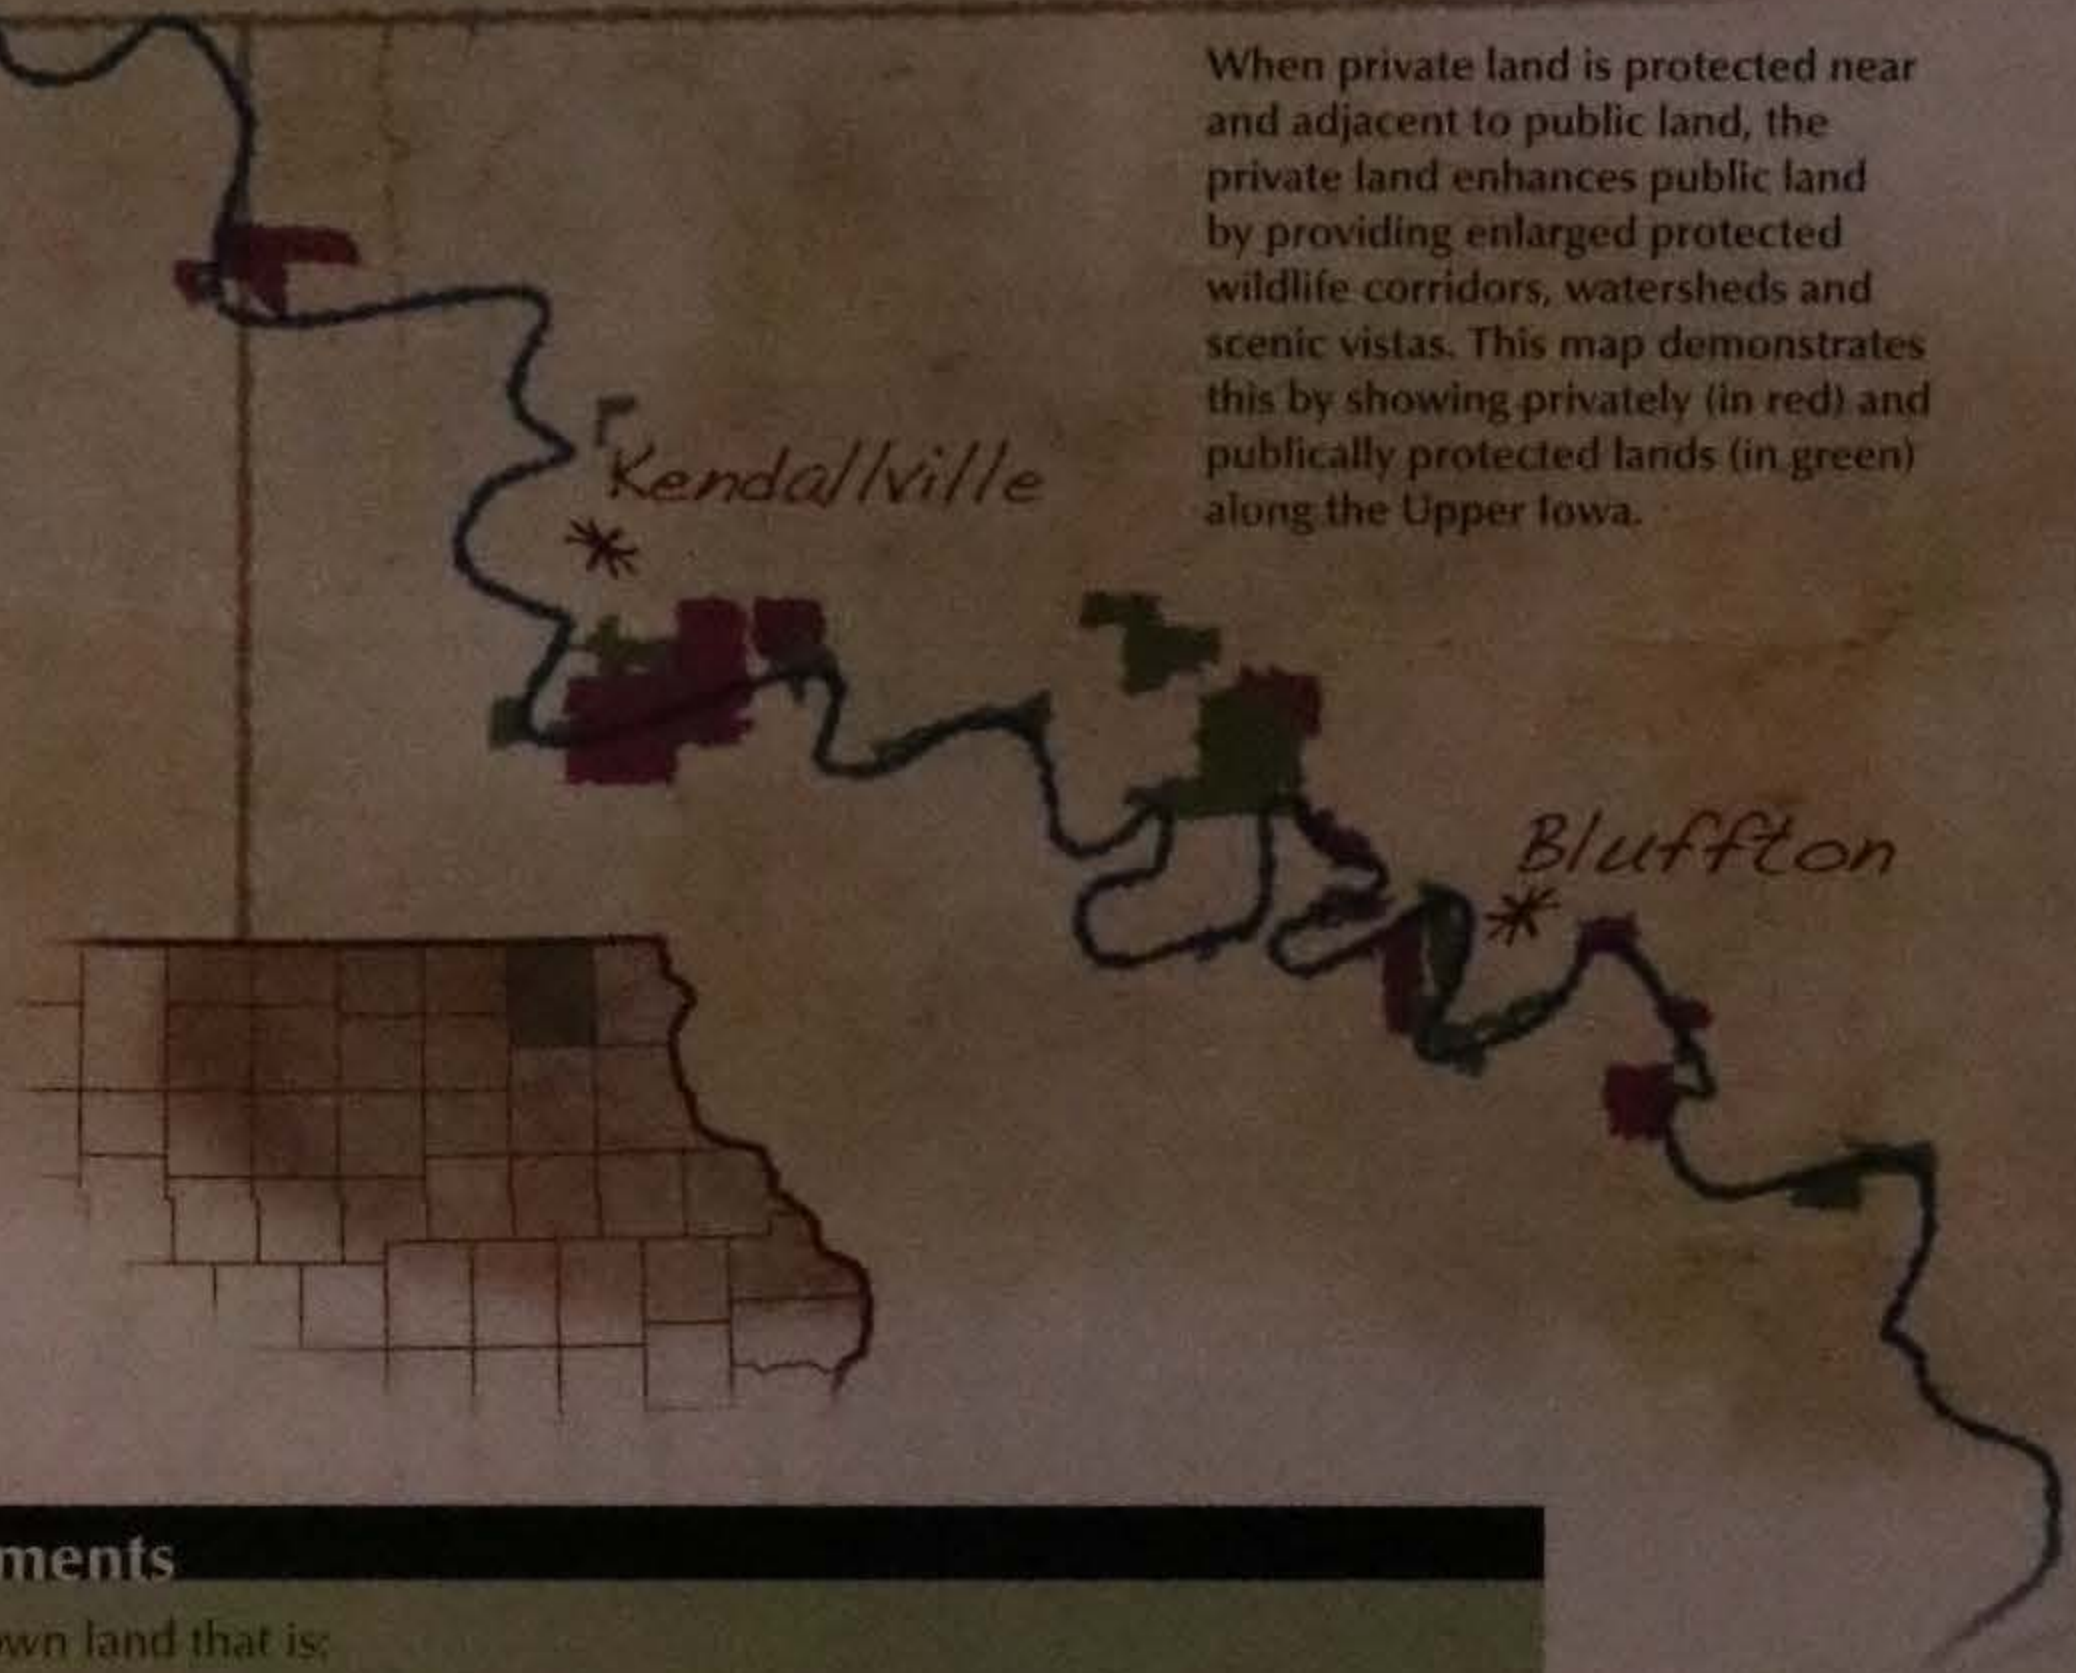 When private land is protected near
and adjacent to public land, the
private land enhances public land
by providing enlarged protected
wildlife corridors, watersheds and
scenic vistas. This map demonstrates
this by showing privately (in red) and
publically protected lands (in green)
along the Upper Iowa.
Kendallville
Bluffton
ments
own land that is: